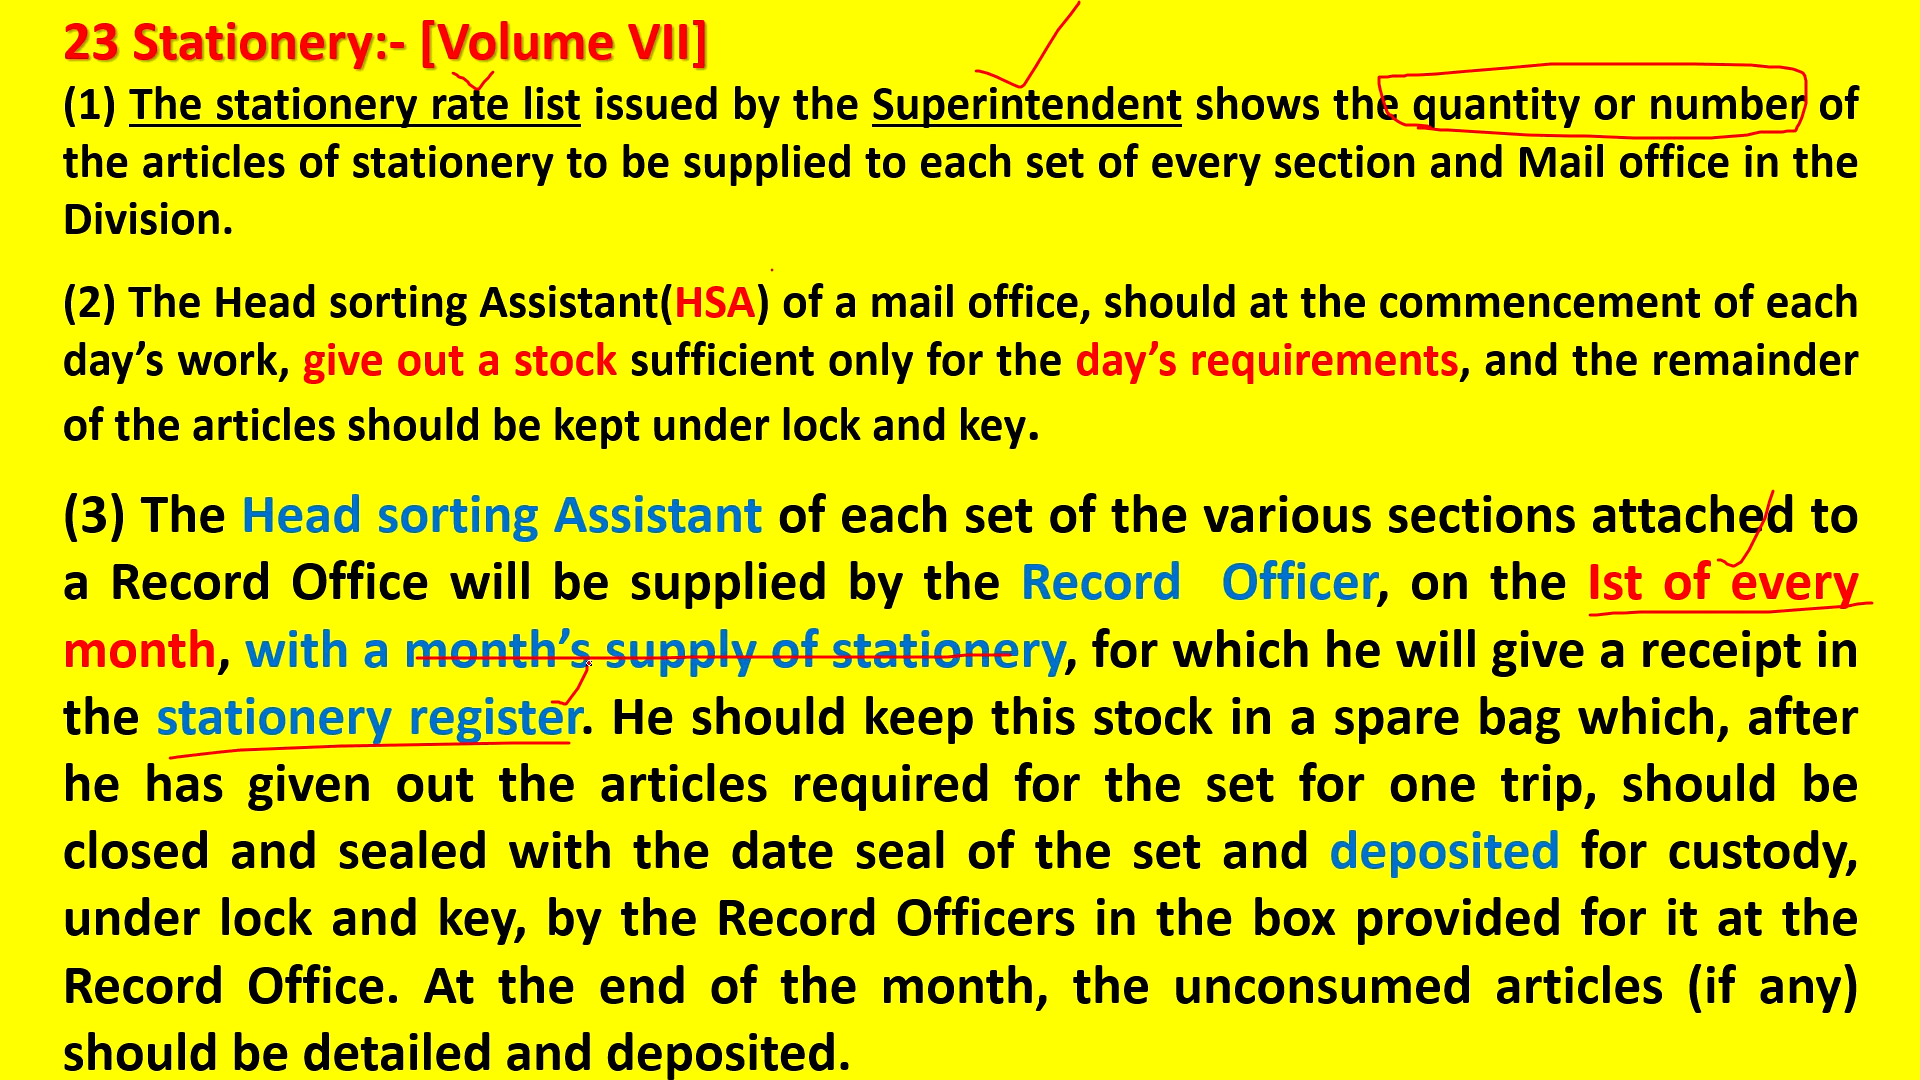 23 Stationery:- [Volume VII]
(1) The stationery rate list issued by the Superintendent shows the quantity or number of
the articles of stationery to be supplied to each set of every section and Mail office in the
Division.
(2) The Head sorting Assistant(HSA) of a mail office, should at the commencement of each
day’s work, give out a stock sufficient only for the day’s requirements, and the remainder
of the articles should be kept under lock and key.
(3) The Head sorting Assistant of each set of the various sections attached to
a Record Office will be supplied by the Record Officer, on the Ist of every
month, with a month’s supply of stationery, for which he will give a receipt in
the stationery register. He should keep this stock in a spare bag which, after
he has given out the articles required for the set for one trip, should be
closed and sealed with the date seal of the set and deposited for custody,
under lock and key, by the Record Officers in the box provided for it at the
Record Office. At the end of the month, the unconsumed articles (if any)
should be detailed and deposited.